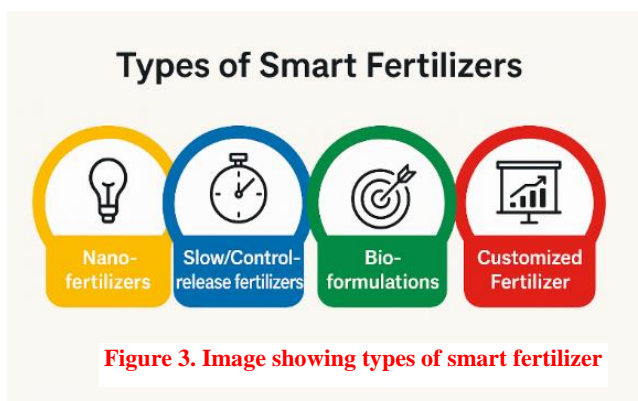 Types of Smart Fertilizers
Nano-
fertilizers
Slow/Control-
release fertilizers
Bio-
formulations
Customized
Fertilizer
Figure 3. Image showing types of smart fertilizer